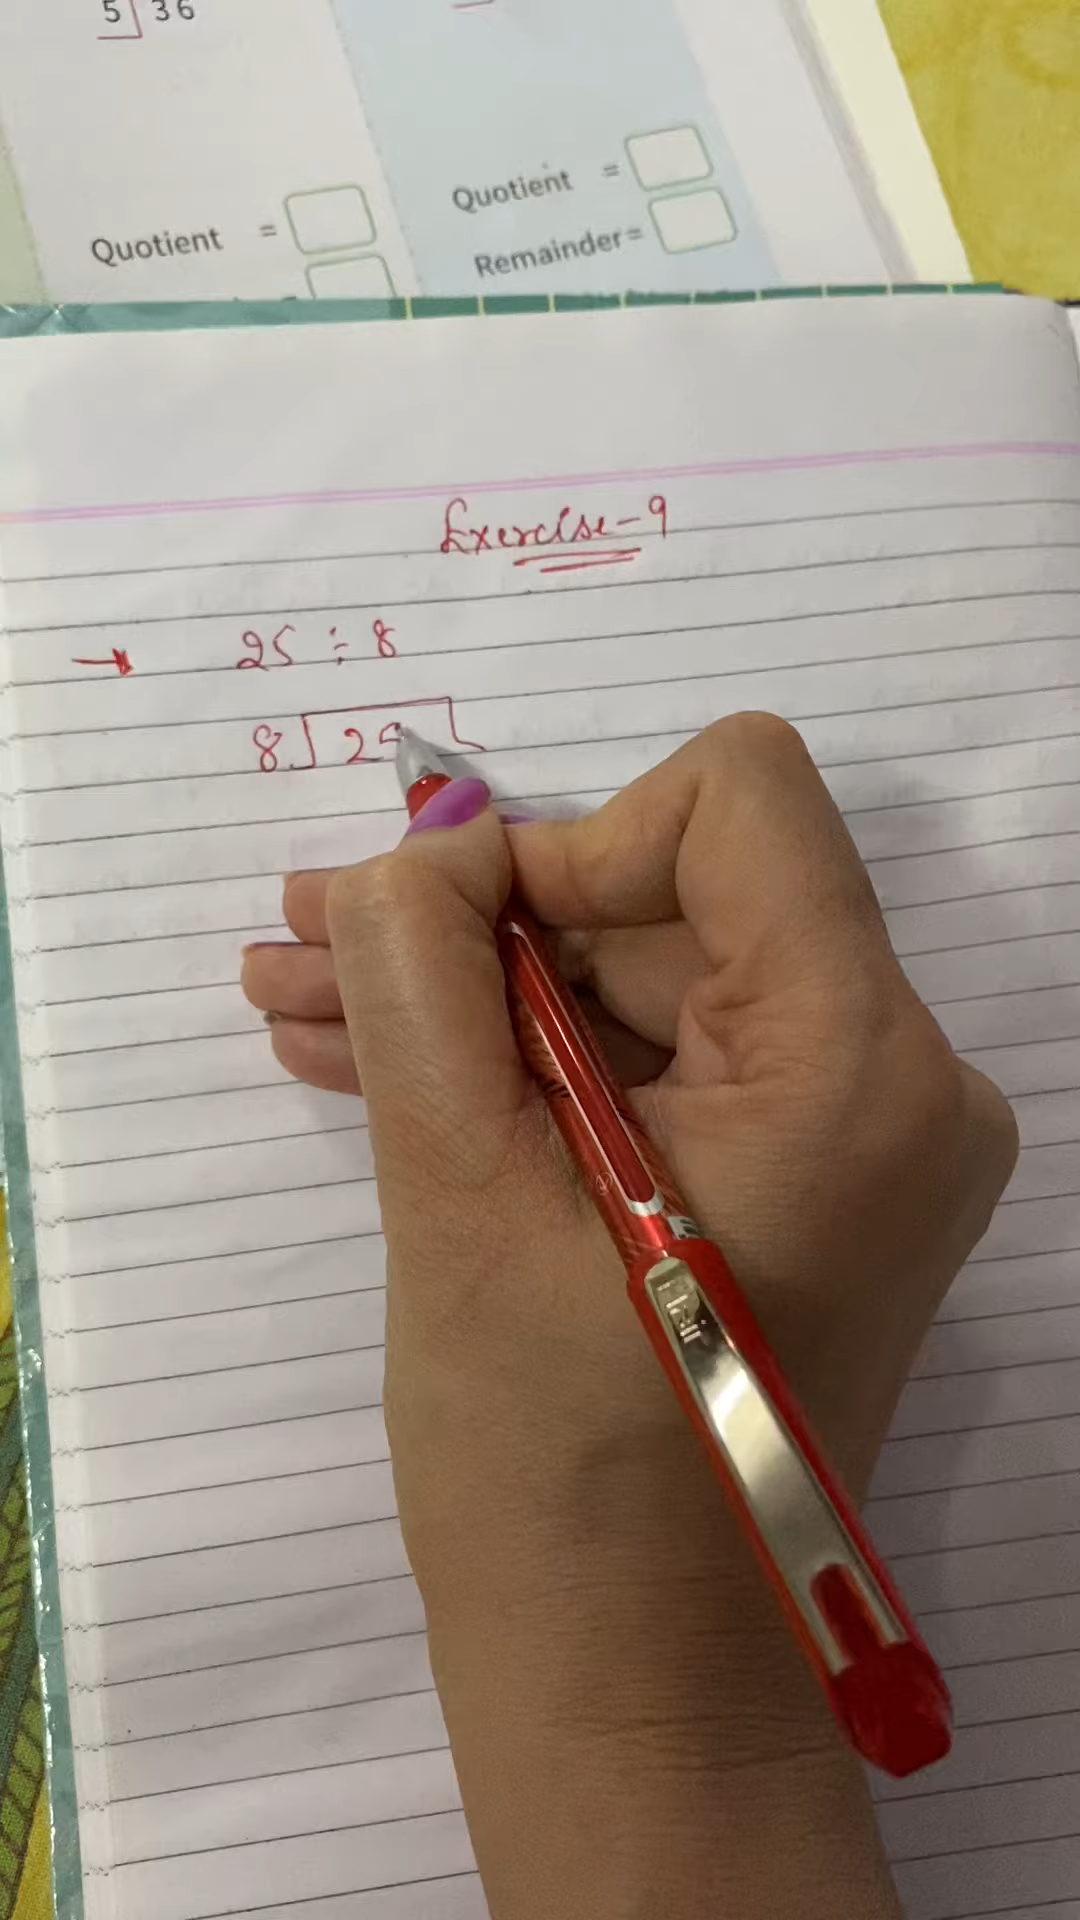 5 36
Quotient =
Quotient =
Remainder=
Exercise-9
→ 25 ÷ 8
8 25